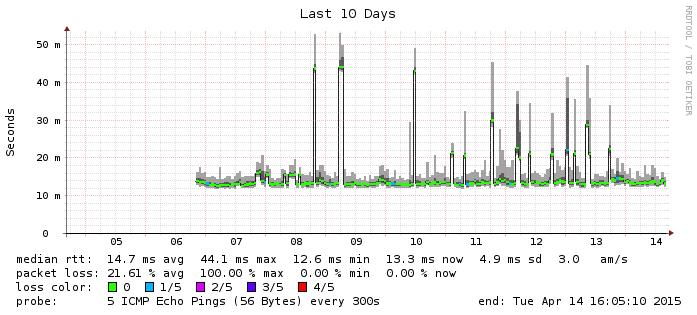 Last 10 Days
RRDTOOL / TOBI OETIKER
Seconds
50 m
40 m
30 m
20 m
10 m
0
05 06 07 08 09 10 11 12 13 14
median rtt: 14.7 ms avg 44.1 ms max 12.6 ms min 13.3 ms now 4.9 ms sd 3.0 am/s
packet loss: 21.61 % avg 100.00 % max 0.00 % min 0.00 % now
loss color: 0 1/5 2/5 3/5 4/5
probe: 5 ICMP Echo Pings (56 Bytes) every 300s end: Tue Apr 14 16:05:10 2015